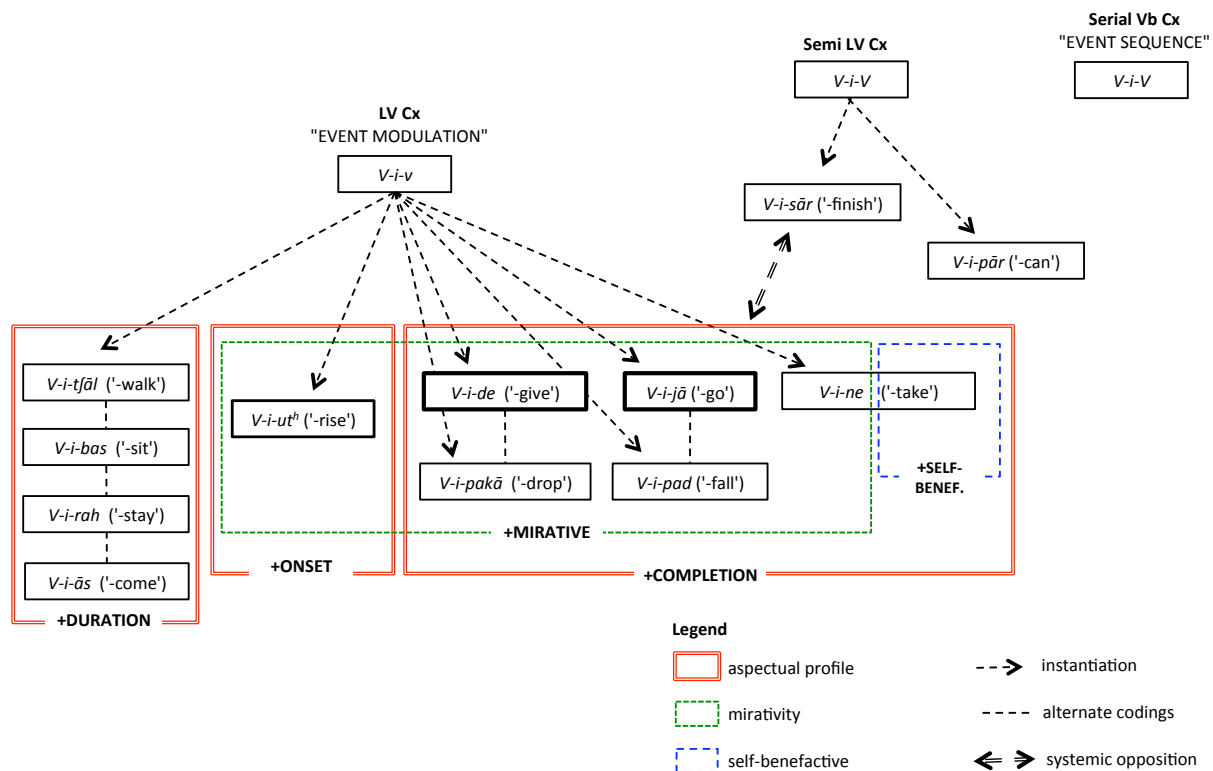 Serial Vb Cx
"EVENT SEQUENCE"
V-i-V
Semi LV Cx
V-i-V
LV Cx
"EVENT MODULATION"
V-i-v
V-i-sār ('-finish')
V-i-pār ('-can')
V-i-tʃāl ('-walk')
V-i-bas ('-sit')
V-i-rah ('-stay')
V-i-ās ('-come')
+DURATION
V-i-utʰ ('-rise')
+ONSET
V-i-de ('-give')
V-i-jā ('-go')
V-i-ne ('-take')
V-i-pakā ('-drop')
V-i-pad ('-fall')
+SELF-
BENEF.
+MIRATIVE
+COMPLETION
Legend
aspectual profile
instantiation
mirativity
alternate codings
self-benefactive
systemic opposition